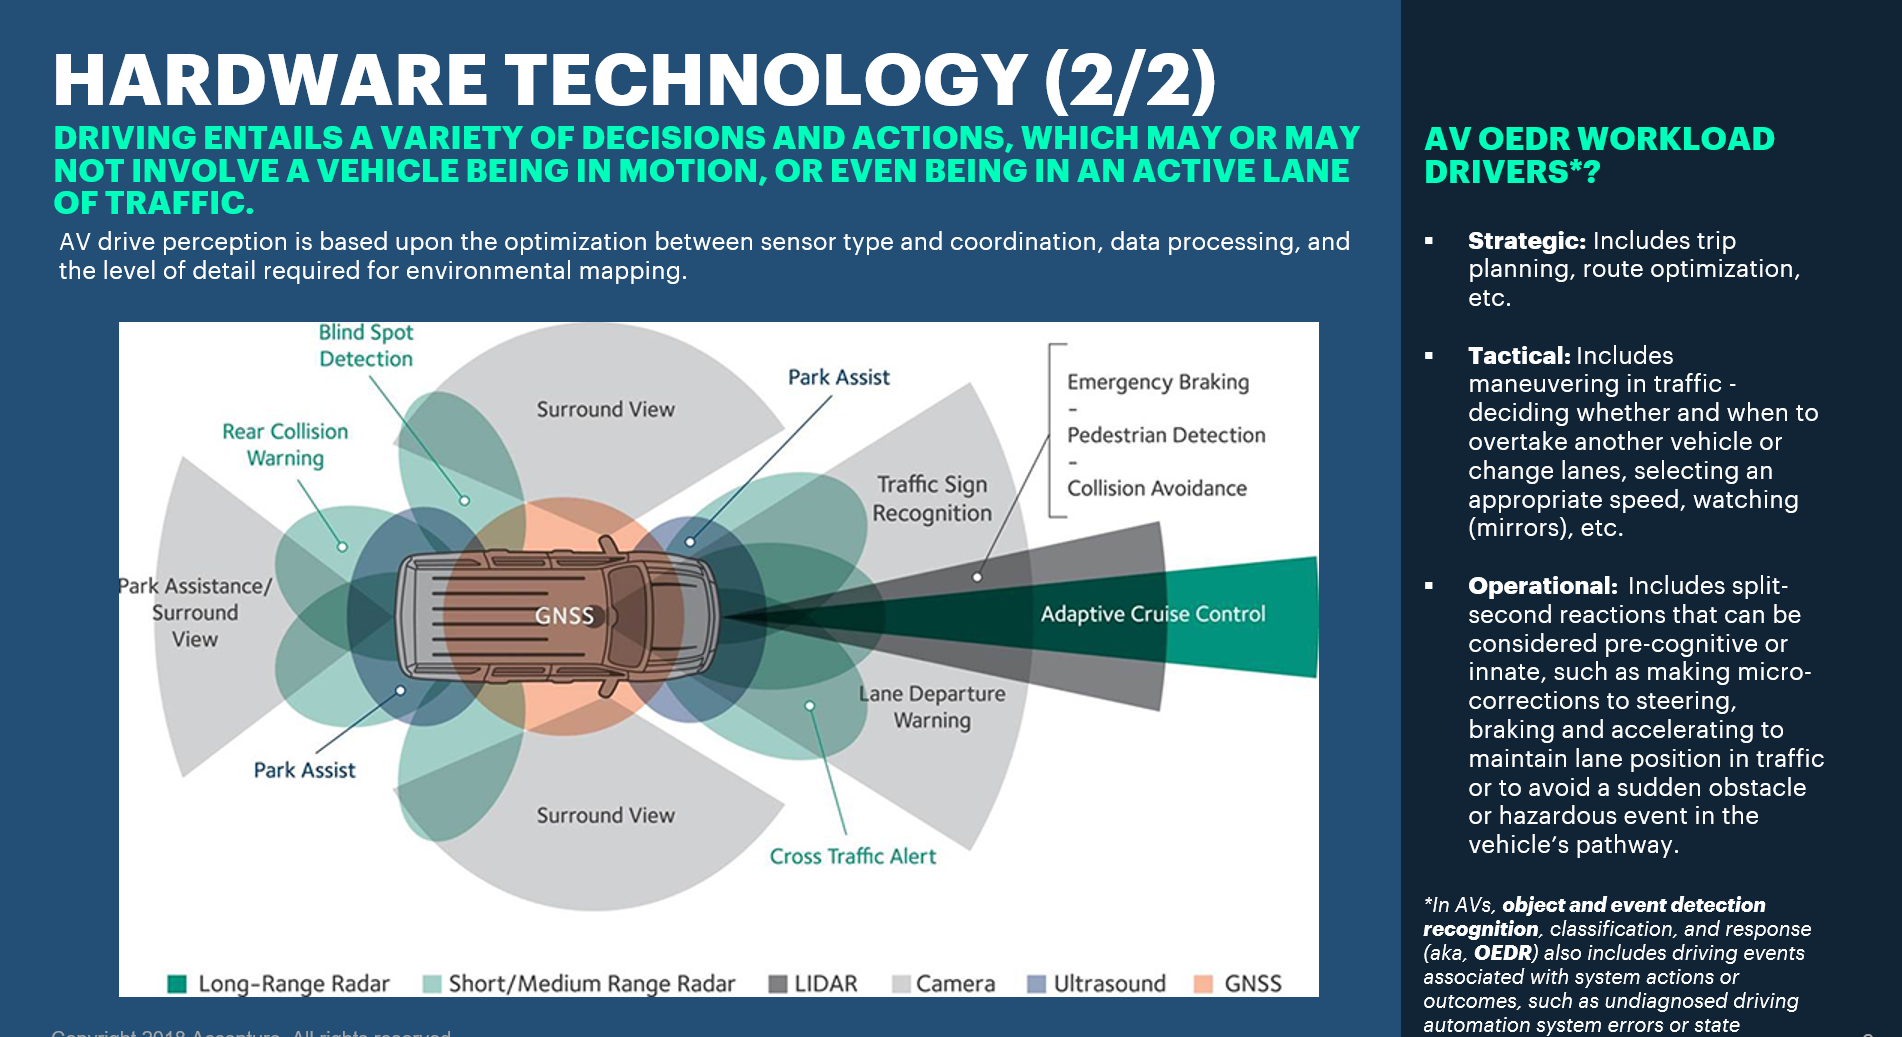 HARDWARE TECHNOLOGY (2/2)
DRIVING ENTAILS A VARIETY OF DECISIONS AND ACTIONS, WHICH MAY OR MAY
NOT INVOLVE A VEHICLE BEING IN MOTION, OR EVEN BEING IN AN ACTIVE LANE
OF TRAFFIC.
AV drive perception is based upon the optimization between sensor type and coordination, data processing, and
the level of detail required for environmental mapping.
Blind Spot
Detection
Surround View
Park Assist
Emergency Braking
–
Pedestrian Detection
–
Collision Avoidance
Rear Collision
Warning
Traffic Sign
Recognition
Park Assistance/
Surround
View
GNSS
Adaptive Cruise Control
Lane Departure
Warning
Park Assist
Surround View
Cross Traffic Alert
Long-Range Radar
Short/Medium Range Radar
LIDAR
Camera
Ultrasound
GNSS
AV OEDR WORKLOAD
DRIVERS*?
▪ Strategic: Includes trip
planning, route optimization,
etc.
▪ Tactical: Includes
maneuvering in traffic -
deciding whether and when to
overtake another vehicle or
change lanes, selecting an
appropriate speed, watching
(mirrors), etc.
▪ Operational: Includes split-
second reactions that can be
considered pre-cognitive or
innate, such as making micro-
corrections to steering,
braking and accelerating to
maintain lane position in traffic
or to avoid a sudden obstacle
or hazardous event in the
vehicle’s pathway.
*In AVs, object and event detection
recognition, classification, and response
(aka, OEDR) also includes driving events
associated with system actions or
outcomes, such as undiagnosed driving
automation system errors or state
Copyright 2018 Accenture. All rights reserved.